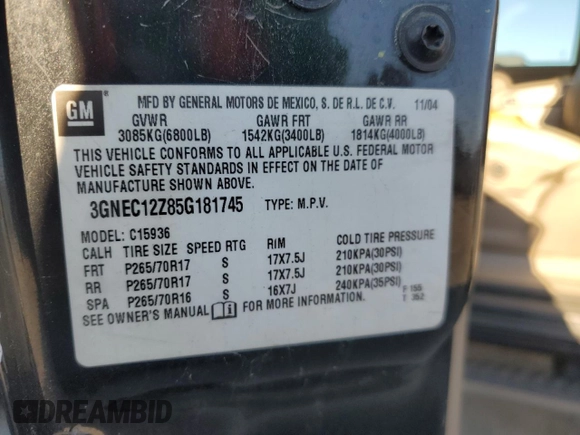 GM
MFD BY GENERAL MOTORS DE MEXICO, S. DE R.L. DE C.V. 11/04
GVWR GAWR FRT GAWR RR
3085KG(6800LB) 1542KG(3400LB) 1814KG(4000LB)
THIS VEHICLE CONFORMS TO ALL APPLICABLE U.S. FEDERAL MOTOR
VEHICLE SAFETY STANDARDS IN EFFECT ON THE DATE OF
MANUFACTURE SHOWN ABOVE.
3GNEC12Z85G181745 TYPE: M.P.V.
MODEL: C15936
CALH TIRE SIZE SPEED RTG RIM COLD TIRE PRESSURE
FRT P265/70R17 S 17X7.5J 210KPA(30PSI)
RR P265/70R17 S 17X7.5J 210KPA(30PSI)
SPA P265/70R16 S 16X7J 240KPA(35PSI)
F 155
T 352
SEE OWNER'S MANUAL FOR MORE INFORMATION.
DREAMBID